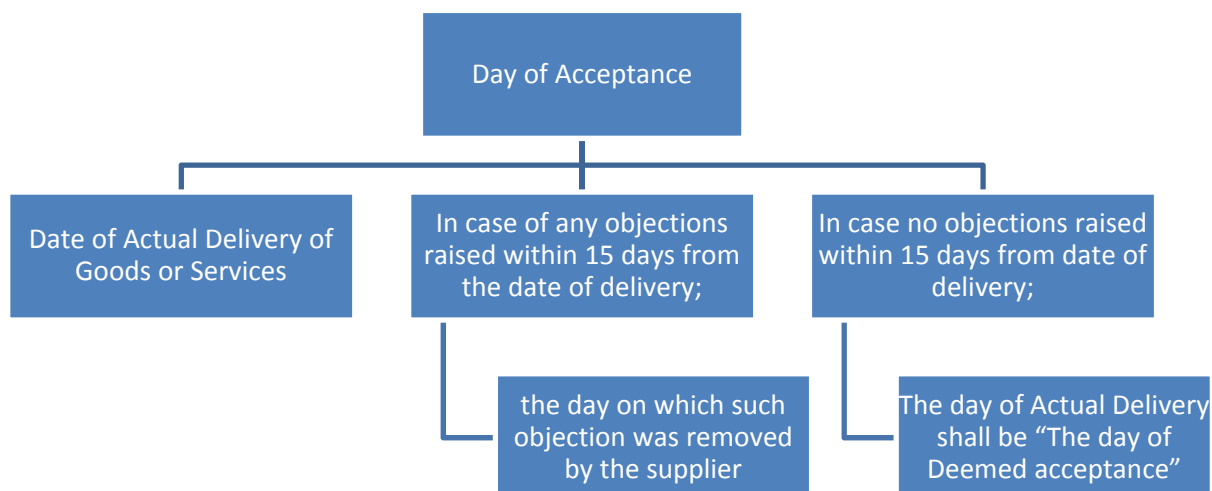 Day of Acceptance
Date of Actual Delivery of
Goods or Services
In case of any objections
raised within 15 days from
the date of delivery;
In case no objections raised
within 15 days from date of
delivery;
the day on which such
objection was removed
by the supplier
The day of Actual Delivery
shall be “The day of
Deemed acceptance”